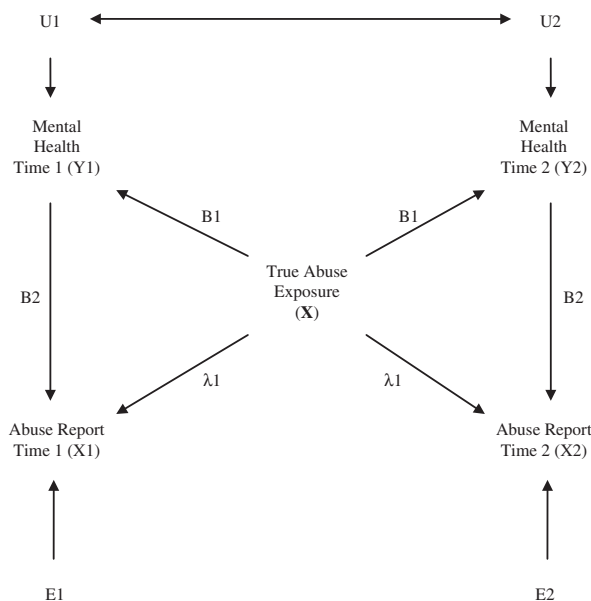 U1
U2
Mental
Health
Time 1 (Y1)
Mental
Health
Time 2 (Y2)
B1
B1
True Abuse
Exposure
(X)
B2
B2
λ1
λ1
Abuse Report
Time 1 (X1)
Abuse Report
Time 2 (X2)
E1
E2